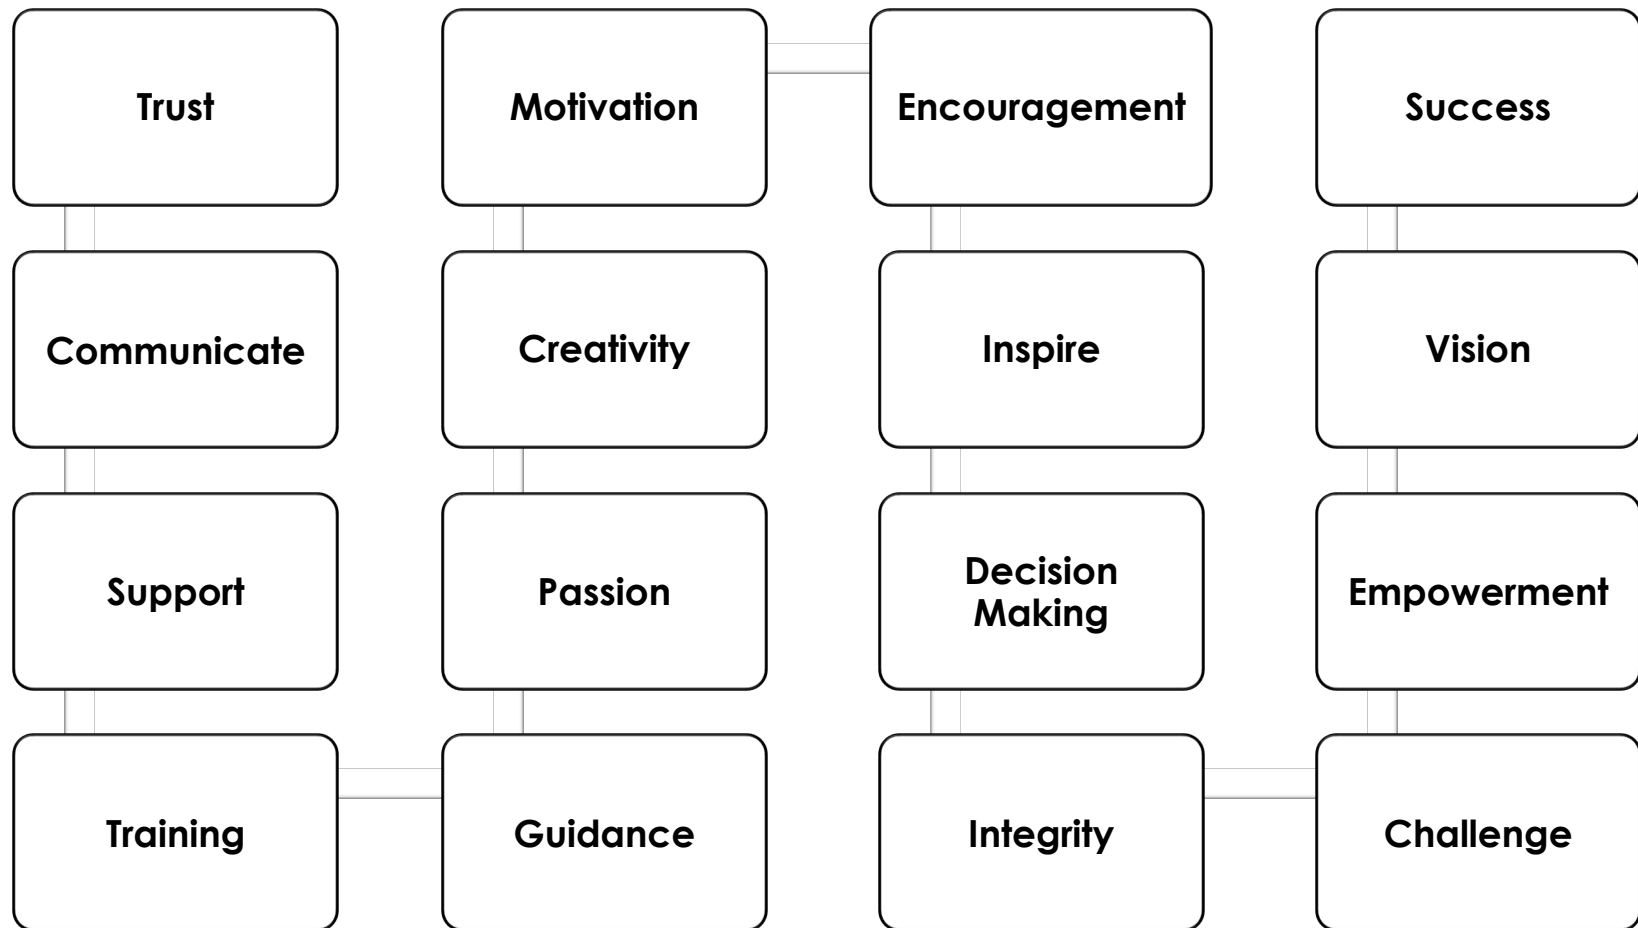 Trust
Communicate
Support
Training
Guidance
Passion
Creativity
Motivation
Encouragement
Inspire
Decision
Making
Integrity
Challenge
Empowerment
Vision
Success